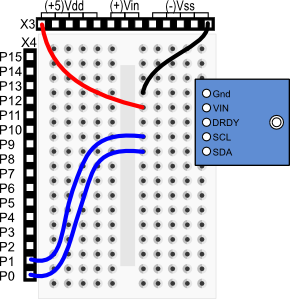 (+5)Vdd (+)Vin (-)Vss
X3
X4
P15
P14
P13
P12
P11
P10
P9
P8
P7
P6
P5
P4
P3
P2
P1
P0
Gnd
VIN
DRDY
SCL
SDA